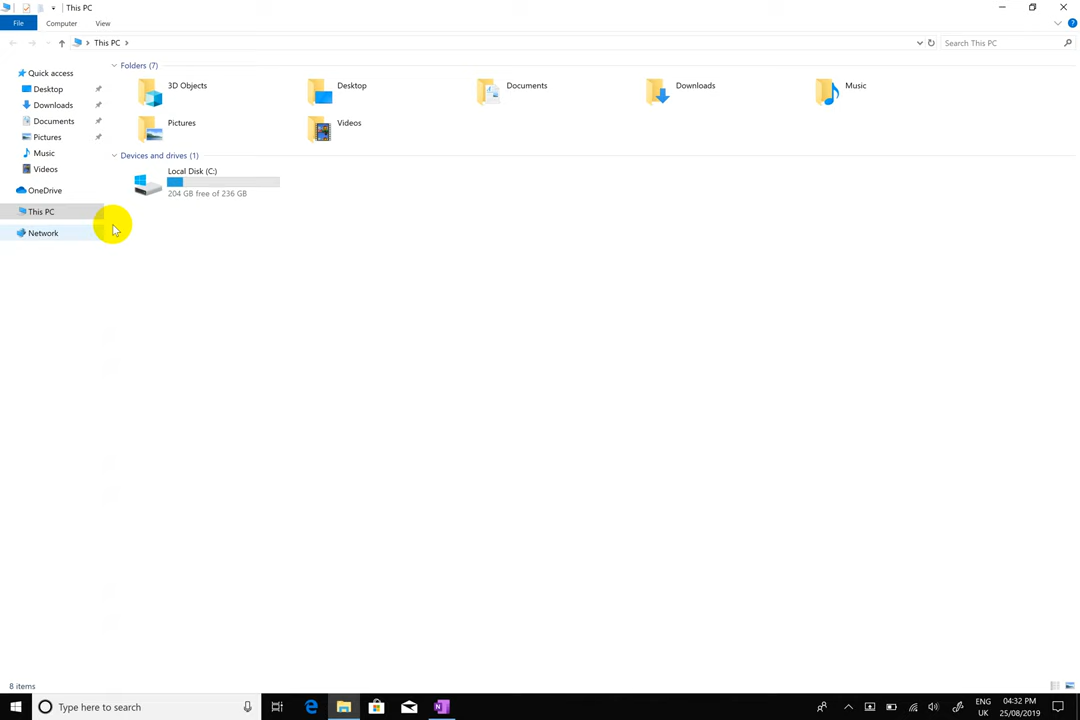 This PC
File Computer View
This PC
Search This PC
Quick access
Desktop
Downloads
Documents
Pictures
Music
Videos
OneDrive
This PC
Network
Folders (7)
3D Objects Desktop Documents Downloads Music
Pictures Videos
Devices and drives (1)
Local Disk (C:)
204 GB free of 236 GB
8 items
Type here to search
ENG
UK
04:32 PM
25/08/2019